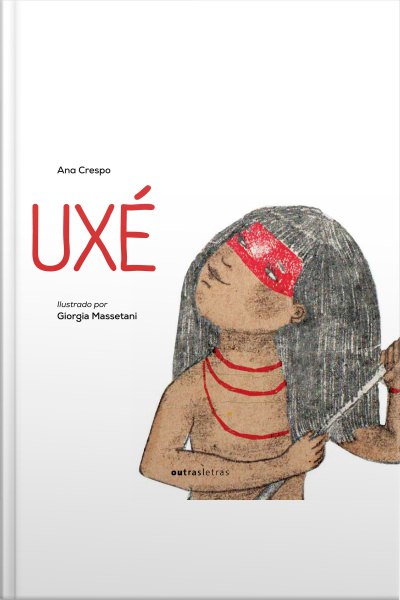 Ana Crespo
UXÉ
Ilustrado por
Giorgia Massetani
outrasletras